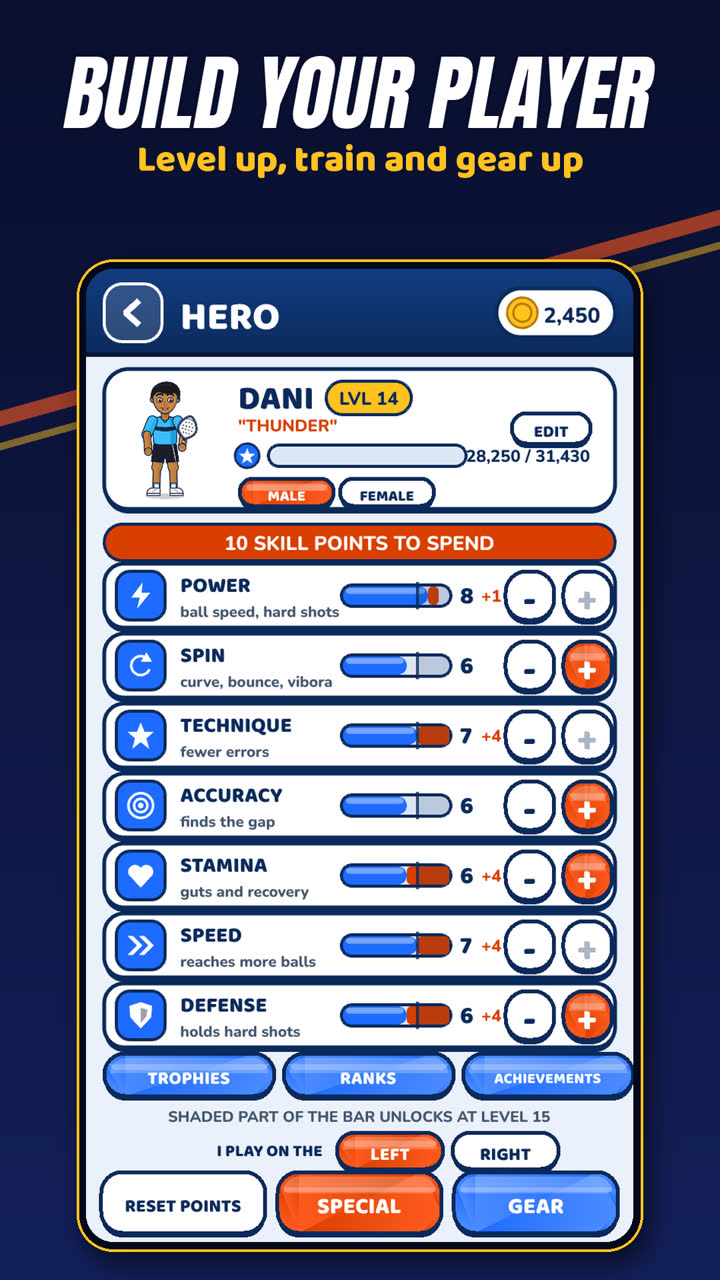 BUILD YOUR PLAYER
Level up, train and gear up
HERO
2,450
DANI LVL 14
"THUNDER"
EDIT
28,250 / 31,430
MALE FEMALE
10 SKILL POINTS TO SPEND
POWER
ball speed, hard shots
8 +1 - +
SPIN
curve, bounce, vibora
6 - +
TECHNIQUE
fewer errors
7 +4 - +
ACCURACY
finds the gap
6 - +
STAMINA
guts and recovery
6 +4 - +
SPEED
reaches more balls
7 +4 - +
DEFENSE
holds hard shots
6 +4 - +
TROPHIES RANKS ACHIEVEMENTS
SHADED PART OF THE BAR UNLOCKS AT LEVEL 15
I PLAY ON THE LEFT RIGHT
RESET POINTS SPECIAL GEAR